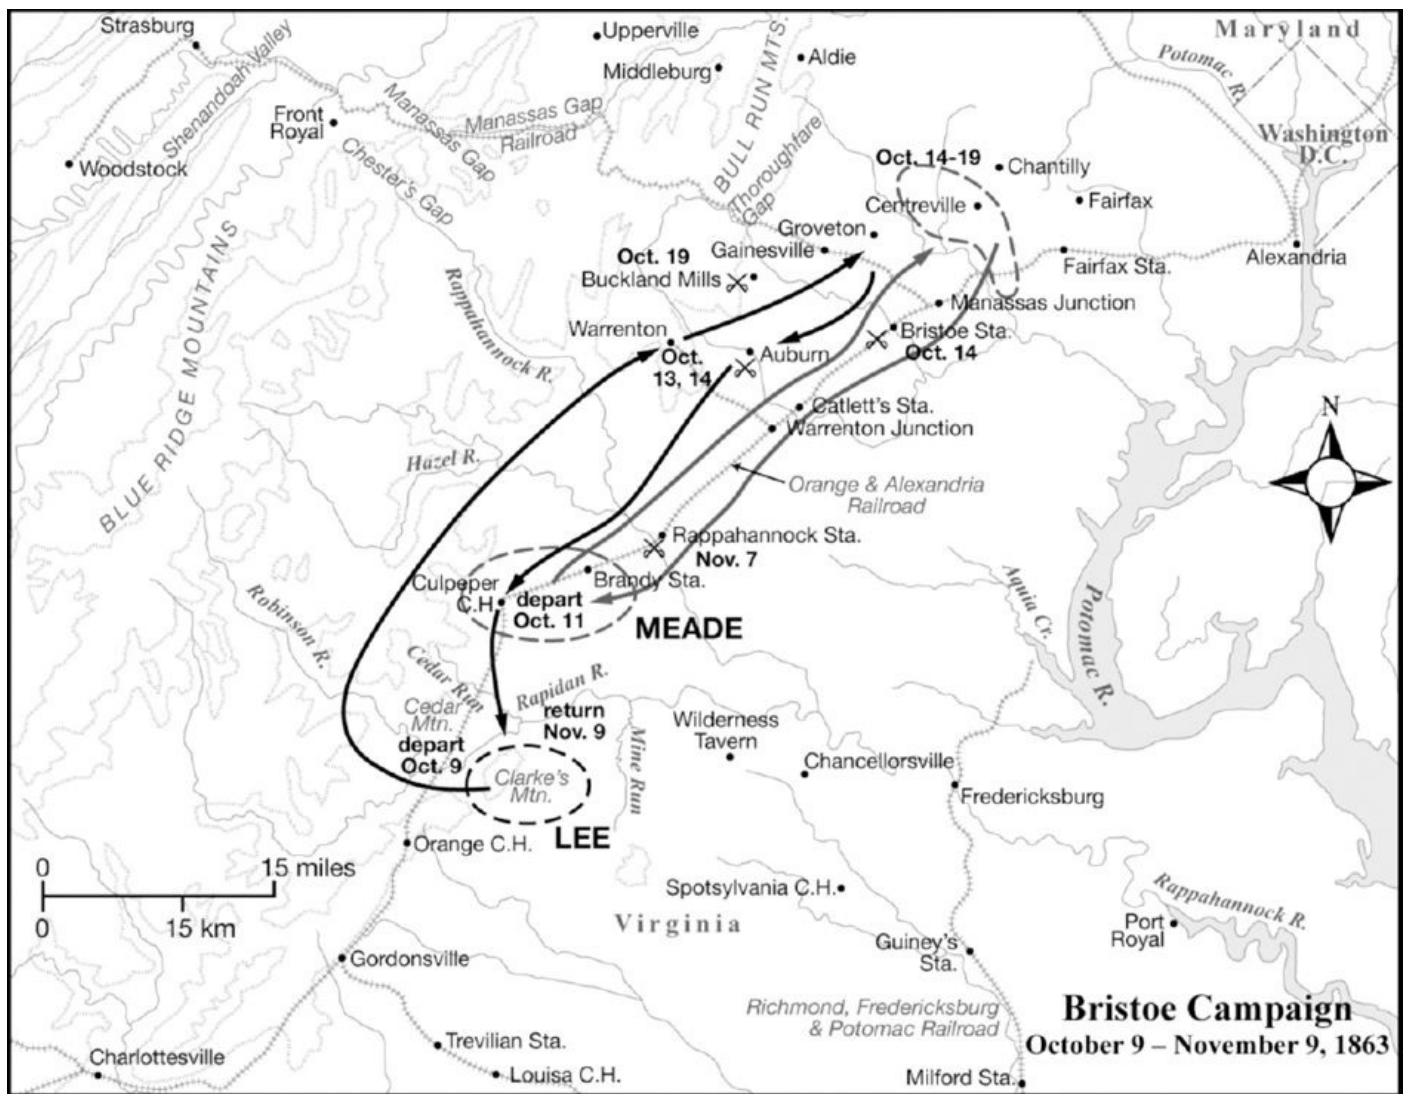 Strasburg
Upperville
Middleburg
Aldie
Maryland
Potomac R.
Shenandoah Valley
Manassas Gap
Manassas Gap
Railroad
BULL RUN MTS.
Thoroughfare
Gap
Front
Royal
Chester's Gap
Woodstock
Washington
D.C.
Oct. 14-19
Chantilly
Centreville
Fairfax
Groveton
Gainesville
Fairfax Sta.
Alexandria
Oct. 19
Buckland Mills
Manassas Junction
BLUE RIDGE MOUNTAINS
Rappahannock R.
Warrenton
Oct.
13, 14
Auburn
Bristoe Sta.
Oct. 14
Catlett's Sta.
Warrenton Junction
N
Hazel R.
Orange & Alexandria
Railroad
Rappahannock Sta.
Nov. 7
Culpeper
C.H.
Brandy Sta.
depart
Oct. 11
MEADE
Robinson R.
Aquia Cr.
Potomac R.
Cedar Run
Rapidan R.
Cedar
Mtn.
return
Nov. 9
depart
Oct. 9
Mine Run
Wilderness
Tavern
Chancellorsville
Clarke's
Mtn.
Fredericksburg
LEE
Orange C.H.
0 15 miles
0 15 km
Spotsylvania C.H.
Virginia
Rappahannock R.
Port
Royal
Guiney's
Sta.
Gordonsville
Richmond, Fredericksburg
& Potomac Railroad
Bristoe Campaign
October 9 – November 9, 1863
Trevilian Sta.
Charlottesville
Louisa C.H.
Milford Sta.